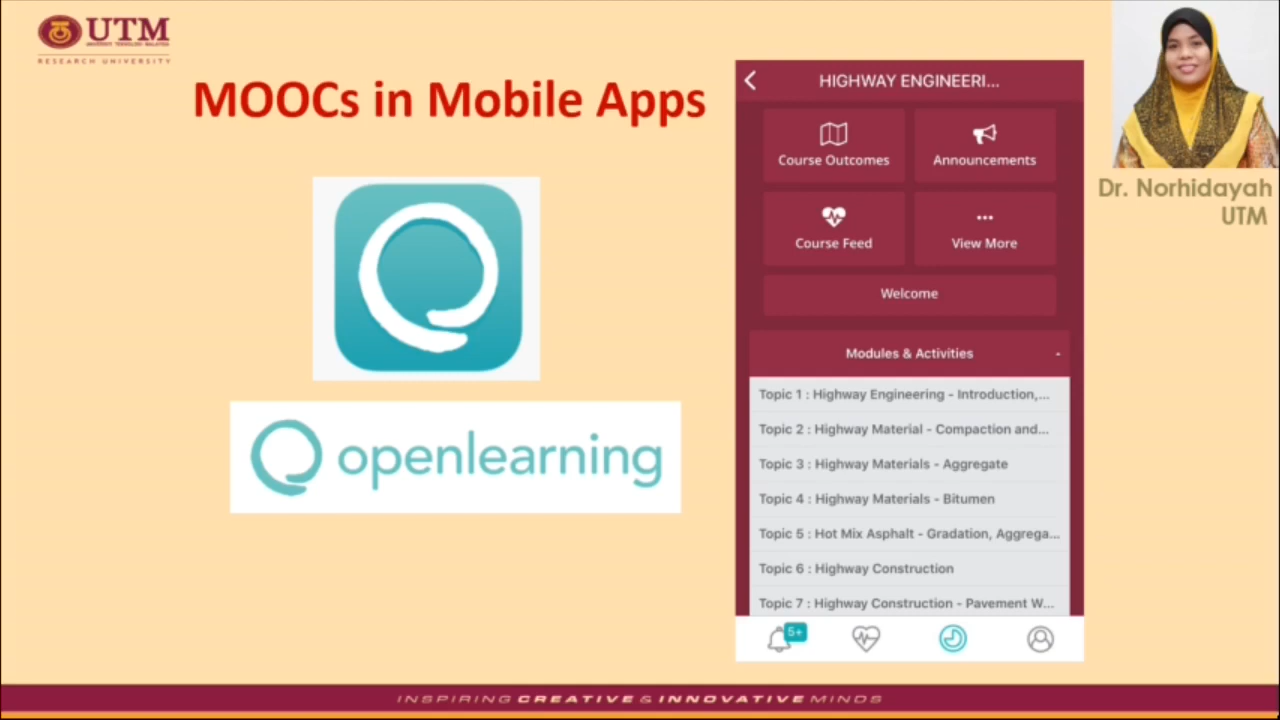 UTM
UNIVERSITI TEKNOLOGI MALAYSIA
RESEARCH UNIVERSITY
MOOCs in Mobile Apps
openlearning
HIGHWAY ENGINEERI...
Course Outcomes
Announcements
Course Feed
View More
Welcome
Modules & Activities
Topic 1 : Highway Engineering - Introduction,...
Topic 2 : Highway Material - Compaction and...
Topic 3 : Highway Materials - Aggregate
Topic 4 : Highway Materials - Bitumen
Topic 5 : Hot Mix Asphalt - Gradation, Aggrega...
Topic 6 : Highway Construction
Topic 7 : Highway Construction - Pavement W...
5+
Dr. Norhidayah
UTM
INSPIRING CREATIVE & INNOVATIVE MINDS